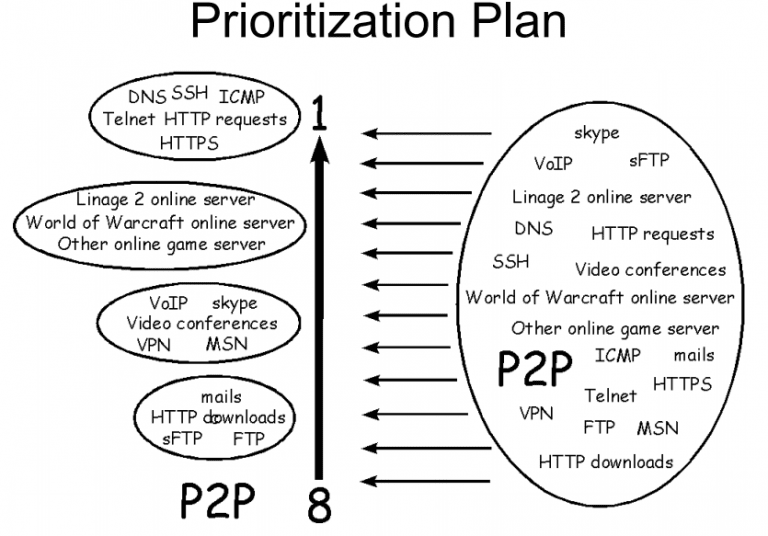 Prioritization Plan
DNS SSH ICMP
Telnet HTTP requests
HTTPS
1
Linage 2 online server
World of Warcraft online server
Other online game server
VoIP skype
Video conferences
VPN MSN
mails
HTTP downloads
sFTP FTP
P2P 8
skype
VoIP sFTP
Linage 2 online server
DNS HTTP requests
SSH Video conferences
World of Warcraft online server
Other online game server
P2P ICMP mails
Telnet HTTPS
VPN FTP MSN
HTTP downloads